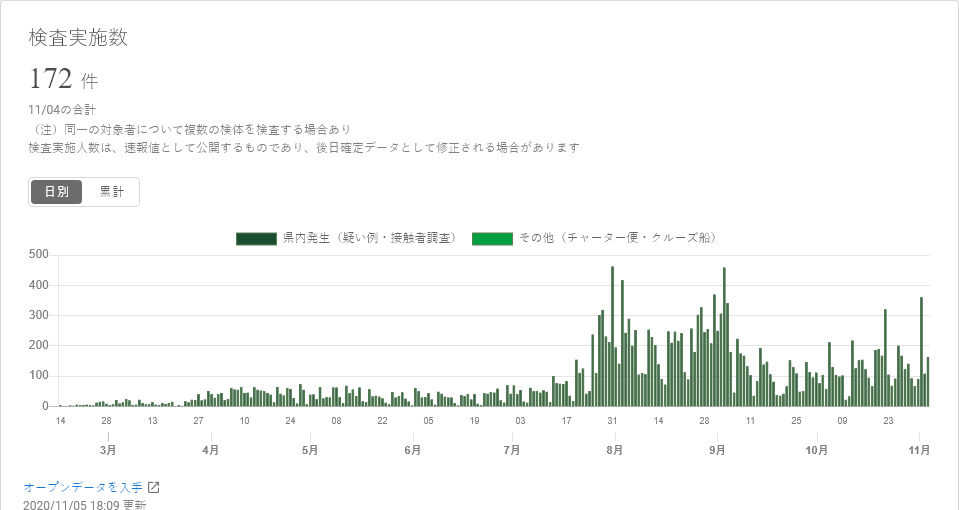 検査実施数
172 件
11/04の合計
（注）同一の対象者について複数の検体を検査する場合あり
検査実施人数は、速報値として公開するものであり、後日確定データとして修正される場合があります
日別 累計
県内発生（疑い例・接触者調査） その他（チャーター便・クルーズ船）
500
400
300
200
100
0
14 28 13 27 10 24 08 22 05 19 03 17 31 14 28 11 25 09 23
3月 4月 5月 6月 7月 8月 9月 10月 11月
オープンデータを入手
2020/11/05 18:09 更新